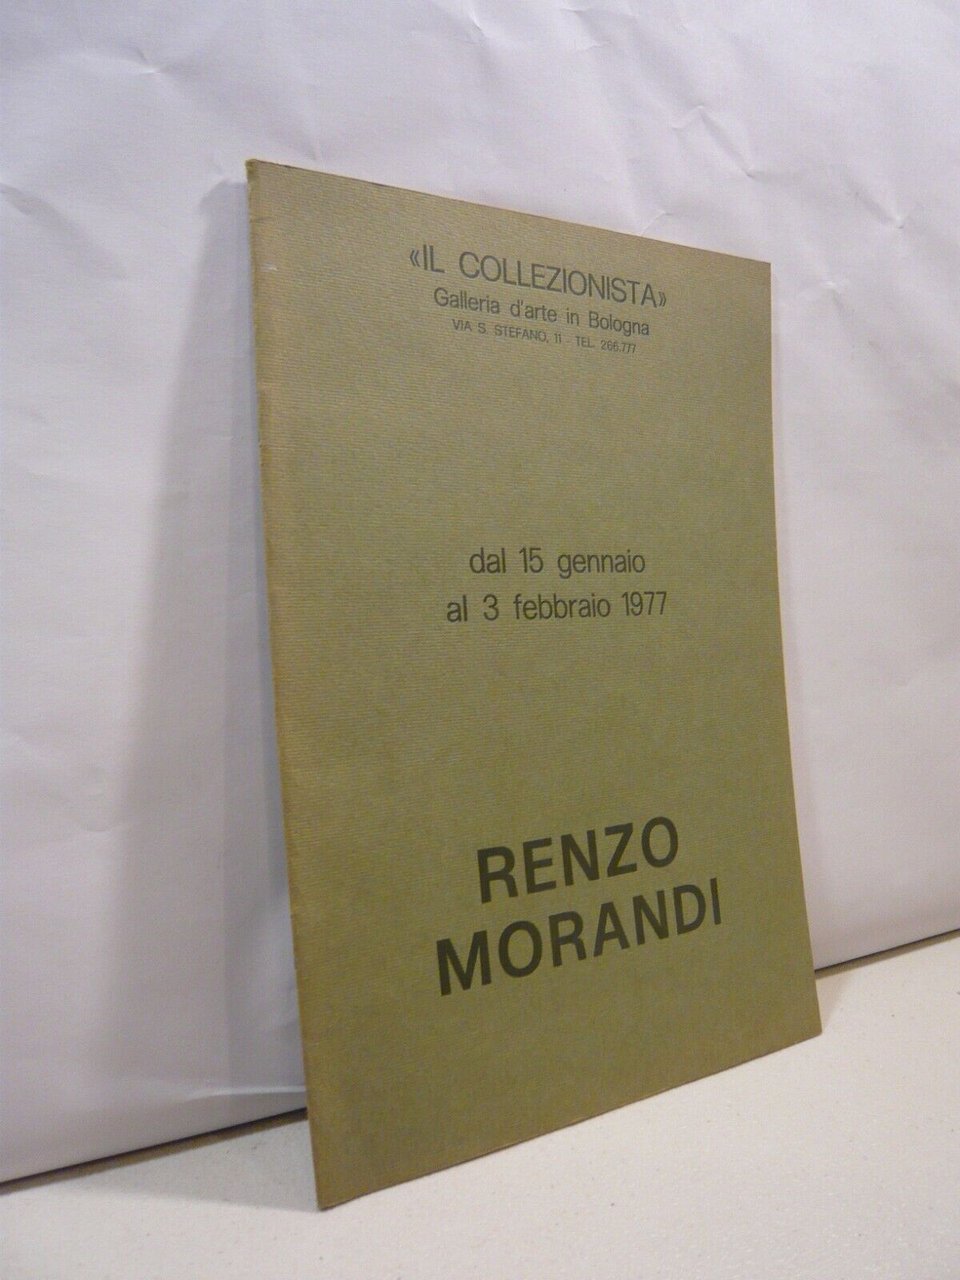 «IL COLLEZIONISTA»
Galleria d'arte in Bologna
VIA S. STEFANO, 11 - TEL. 266.777
dal 15 gennaio
al 3 febbraio 1977
RENZO
MORANDI